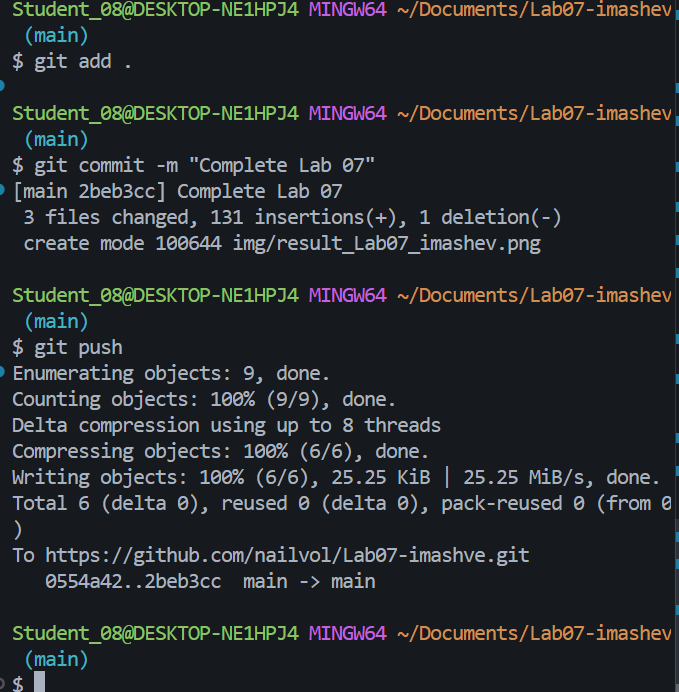 Student_08@DESKTOP-NE1HPJ4 MINGW64 ~/Documents/Lab07-imashev
(main)
$ git add .
Student_08@DESKTOP-NE1HPJ4 MINGW64 ~/Documents/Lab07-imashev
(main)
$ git commit -m "Complete Lab 07"
[main 2beb3cc] Complete Lab 07
3 files changed, 131 insertions(+), 1 deletion(-)
create mode 100644 img/result_Lab07_imashev.png
Student_08@DESKTOP-NE1HPJ4 MINGW64 ~/Documents/Lab07-imashev
(main)
$ git push
Enumerating objects: 9, done.
Counting objects: 100% (9/9), done.
Delta compression using up to 8 threads
Compressing objects: 100% (6/6), done.
Writing objects: 100% (6/6), 25.25 KiB | 25.25 MiB/s, done.
Total 6 (delta 0), reused 0 (delta 0), pack-reused 0 (from 0
)
To https://github.com/nailvol/Lab07-imashve.git
0554a42..2beb3cc  main -> main
Student_08@DESKTOP-NE1HPJ4 MINGW64 ~/Documents/Lab07-imashev
(main)
$